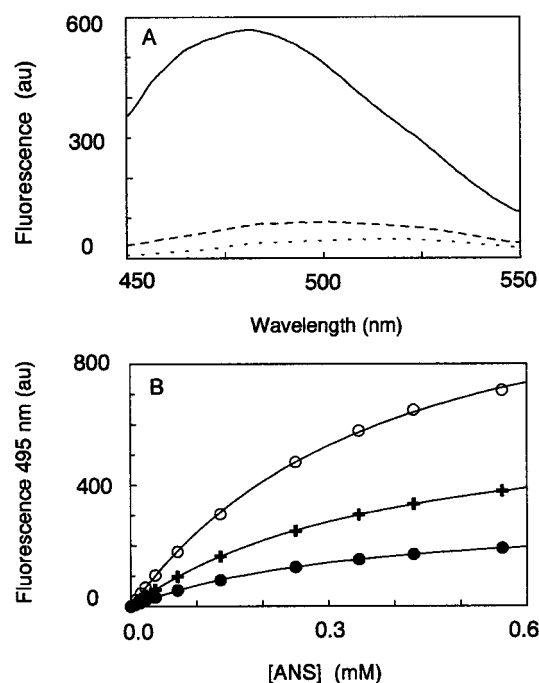 A
600
300
0
Fluorescence (au)
450
500
550
Wavelength (nm)
B
800
400
0
Fluorescence 495 nm (au)
0.0
0.3
0.6
[ANS] (mM)